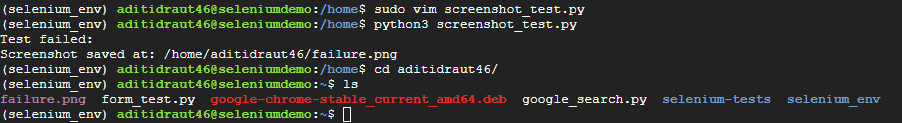 (selenium_env) aditidraut46@seleniumdemo:/home$ sudo vim screenshot_test.py
(selenium_env) aditidraut46@seleniumdemo:/home$ python3 screenshot_test.py
Test failed:
Screenshot saved at: /home/aditidraut46/failure.png
(selenium_env) aditidraut46@seleniumdemo:/home$ cd aditidraut46/
(selenium_env) aditidraut46@seleniumdemo:~$ ls
failure.png  form_test.py  google-chrome-stable_current_amd64.deb  google_search.py  selenium-tests  selenium_env
(selenium_env) aditidraut46@seleniumdemo:~$